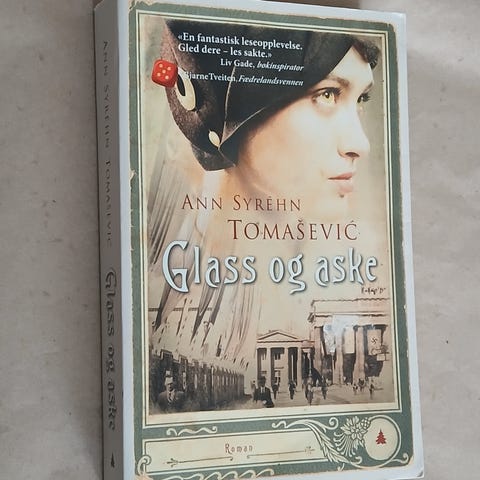 «En fantastisk leseopplevelse.
Gled dere – les sakte.»
Liv Gade, bokinspirator
Bjarne Tveiten, Fædrelandsvennen
ANN SYRÉHN
TOMAŠEVIĆ
Glass og aske
Roman
ANN SYRÉHN TOMAŠEVIĆ
Glass og aske